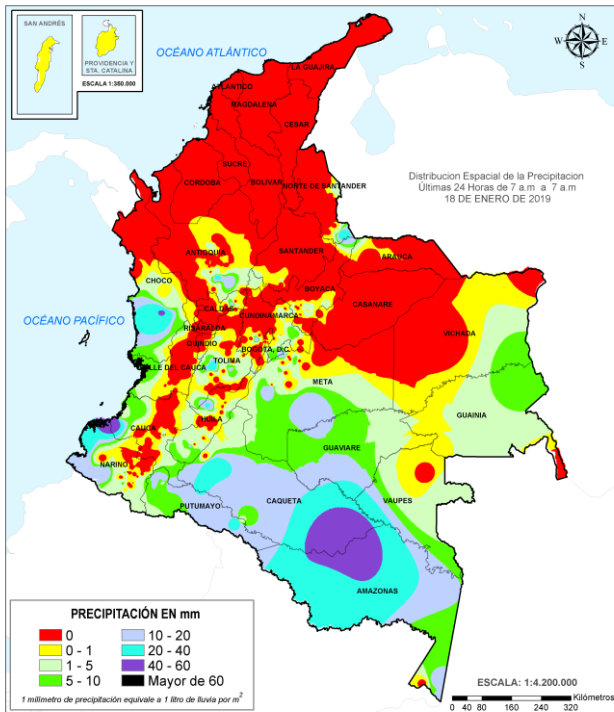 SAN ANDRÉS
PROVIDENCIA Y
STA. CATALINA
ESCALA 1:350.000
OCÉANO ATLÁNTICO
N
W E
S
LA GUAJIRA
ATLANTICO
MAGDALENA
CESAR
SUCRE
CORDOBA
BOLIVAR
NORTE DE SANTANDER
Distribucion Espacial de la Precipitacion
Últimas 24 Horas de 7 a.m a 7 a.m
18 DE ENERO DE 2019
ANTIOQUIA
SANTANDER
ARAUCA
CHOCO
BOYACA
CASANARE
OCÉANO PACÍFICO
CALDAS
CUNDINAMARCA
RISARALDA
VICHADA
QUINDIO
BOGOTA, D.C.
TOLIMA
VALLE DEL CAUCA
META
GUAINIA
CAUCA
HUILA
GUAVIARE
NARIÑO
CAQUETA
VAUPES
PUTUMAYO
AMAZONAS
PRECIPITACIÓN EN mm
0
10 - 20
0 - 1
20 - 40
1 - 5
40 - 60
5 - 10
Mayor de 60
1 milímetro de precipitación equivale a 1 litro de lluvia por m²
ESCALA: 1:4.200.000
Kilómetros
0 40 80 160 240 320